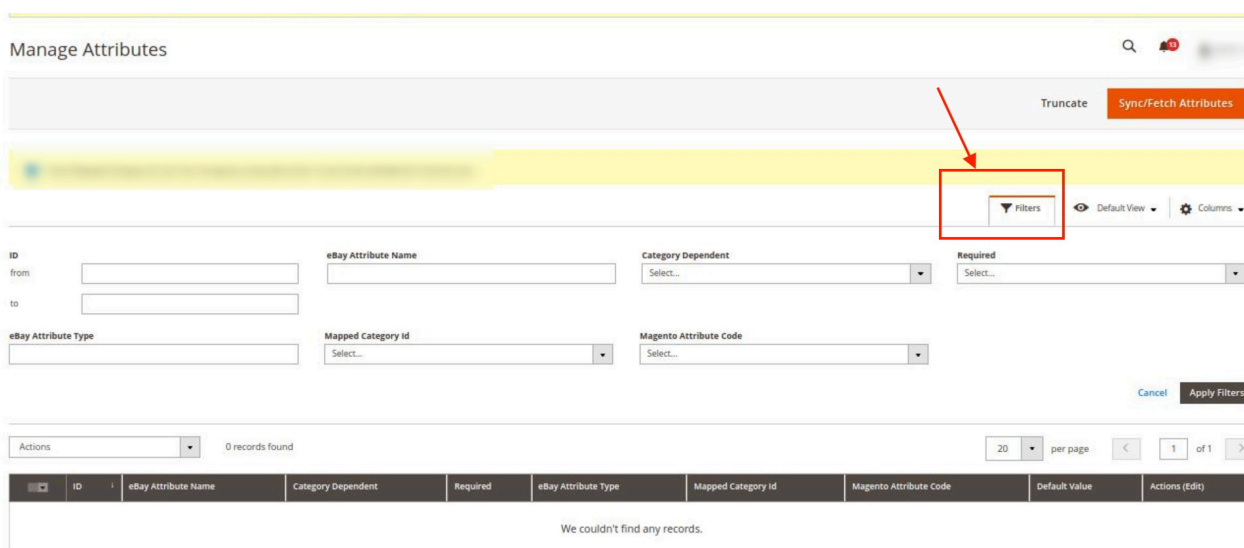 Manage Attributes
13
Truncate Sync/Fetch Attributes
Filters Default View Columns
ID eBay Attribute Name Category Dependent Required
from Select... Select...
to
eBay Attribute Type Mapped Category Id Magento Attribute Code
Select... Select...
Cancel Apply Filters
Actions 0 records found 20 per page 1 of 1
ID eBay Attribute Name Category Dependent Required eBay Attribute Type Mapped Category Id Magento Attribute Code Default Value Actions (Edit)
We couldn't find any records.